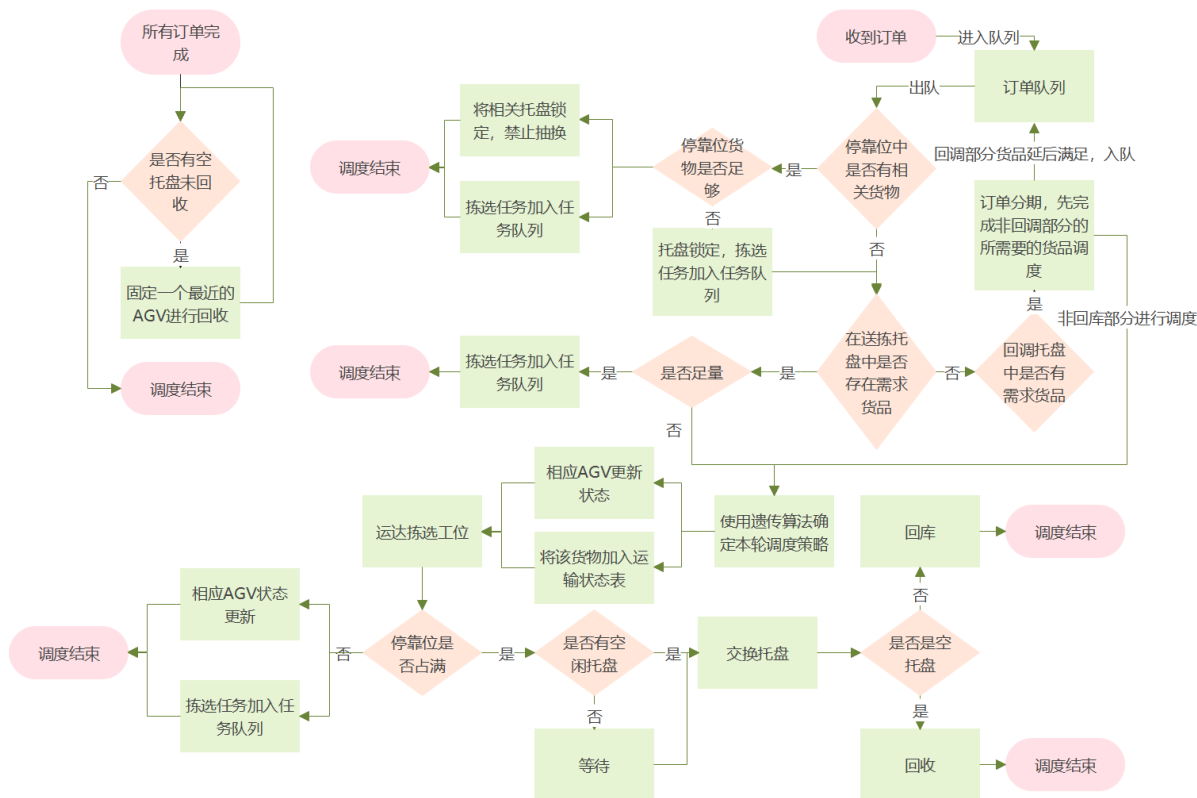 所有订单完
成
是否有空
托盘未回
收
否
是
固定一个最近的
AGV进行回收
调度结束
收到订单
进入队列
订单队列
出队
停靠位中
是否有相
关货物
是
停靠位货
物是否足
够
将相关托盘锁
定，禁止抽换
拣选任务加入任
务队列
调度结束
否
托盘锁定，拣选
任务加入任务队
列
否
回调部分货品延后满足，入队
订单分期，先完
成非回调部分的
所需要的货品调
度
是
非回库部分进行调度
在送拣托
盘中是否
存在需求
货品
否
回调托盘
中是否有
需求货品
是
是否足量
是
拣选任务加入任
务队列
调度结束
否
使用遗传算法确
定本轮调度策略
相应AGV更新
状态
将该货物加入运
输状态表
运达拣选工位
停靠位是
否占满
否
相应AGV状态
更新
拣选任务加入任
务队列
调度结束
是
是否有空
闲托盘
是
否
等待
交换托盘
是否是空
托盘
否
回库
调度结束
是
回收
调度结束